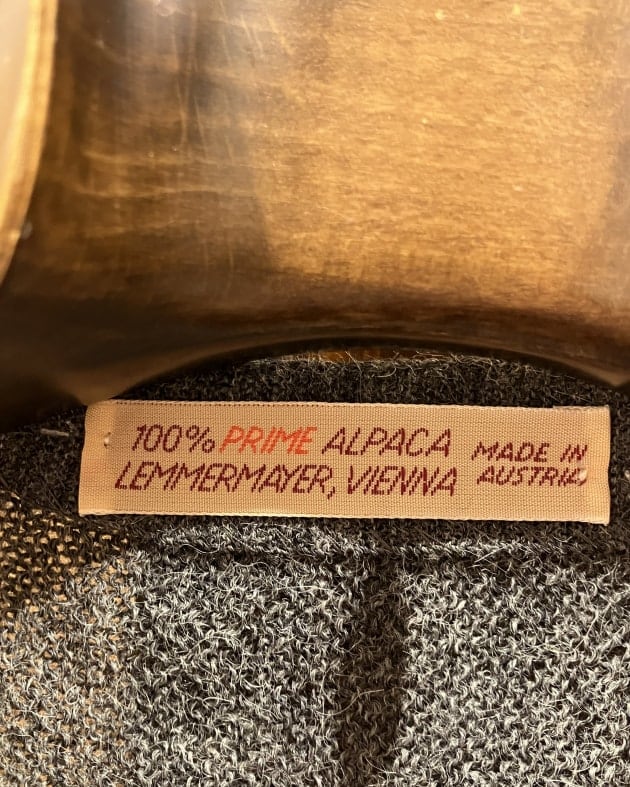 100% PRIME ALPACA
LEMMERMAYER, VIENNA
MADE IN
AUSTRIA